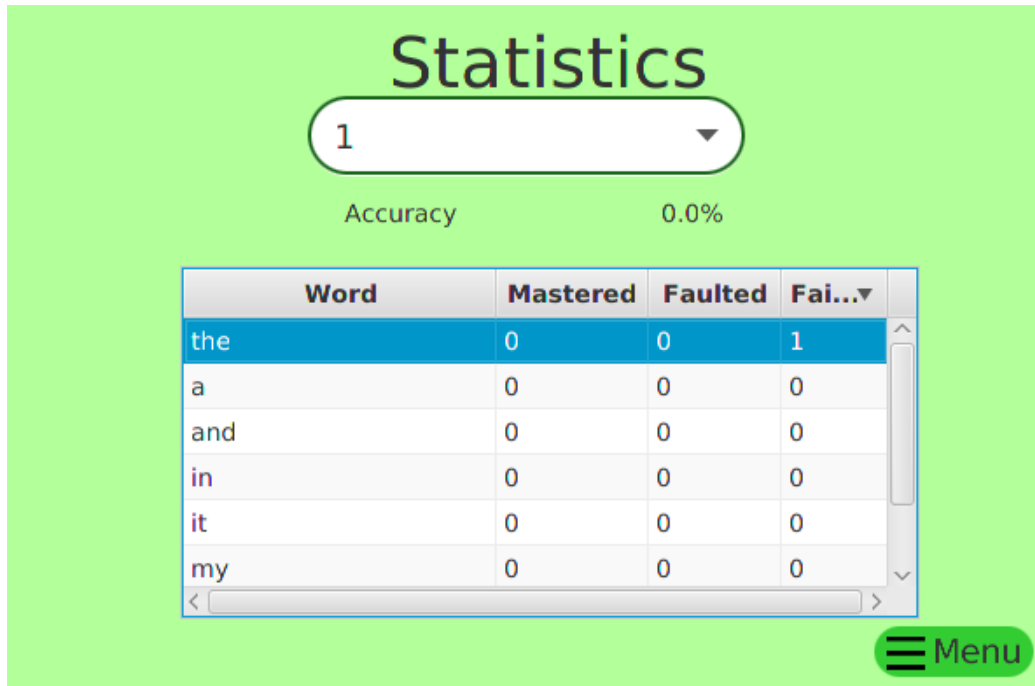 Statistics
1
Accuracy 0.0%
Word Mastered Faulted Fai...
the 0 0 1
a 0 0 0
and 0 0 0
in 0 0 0
it 0 0 0
my 0 0 0
Menu